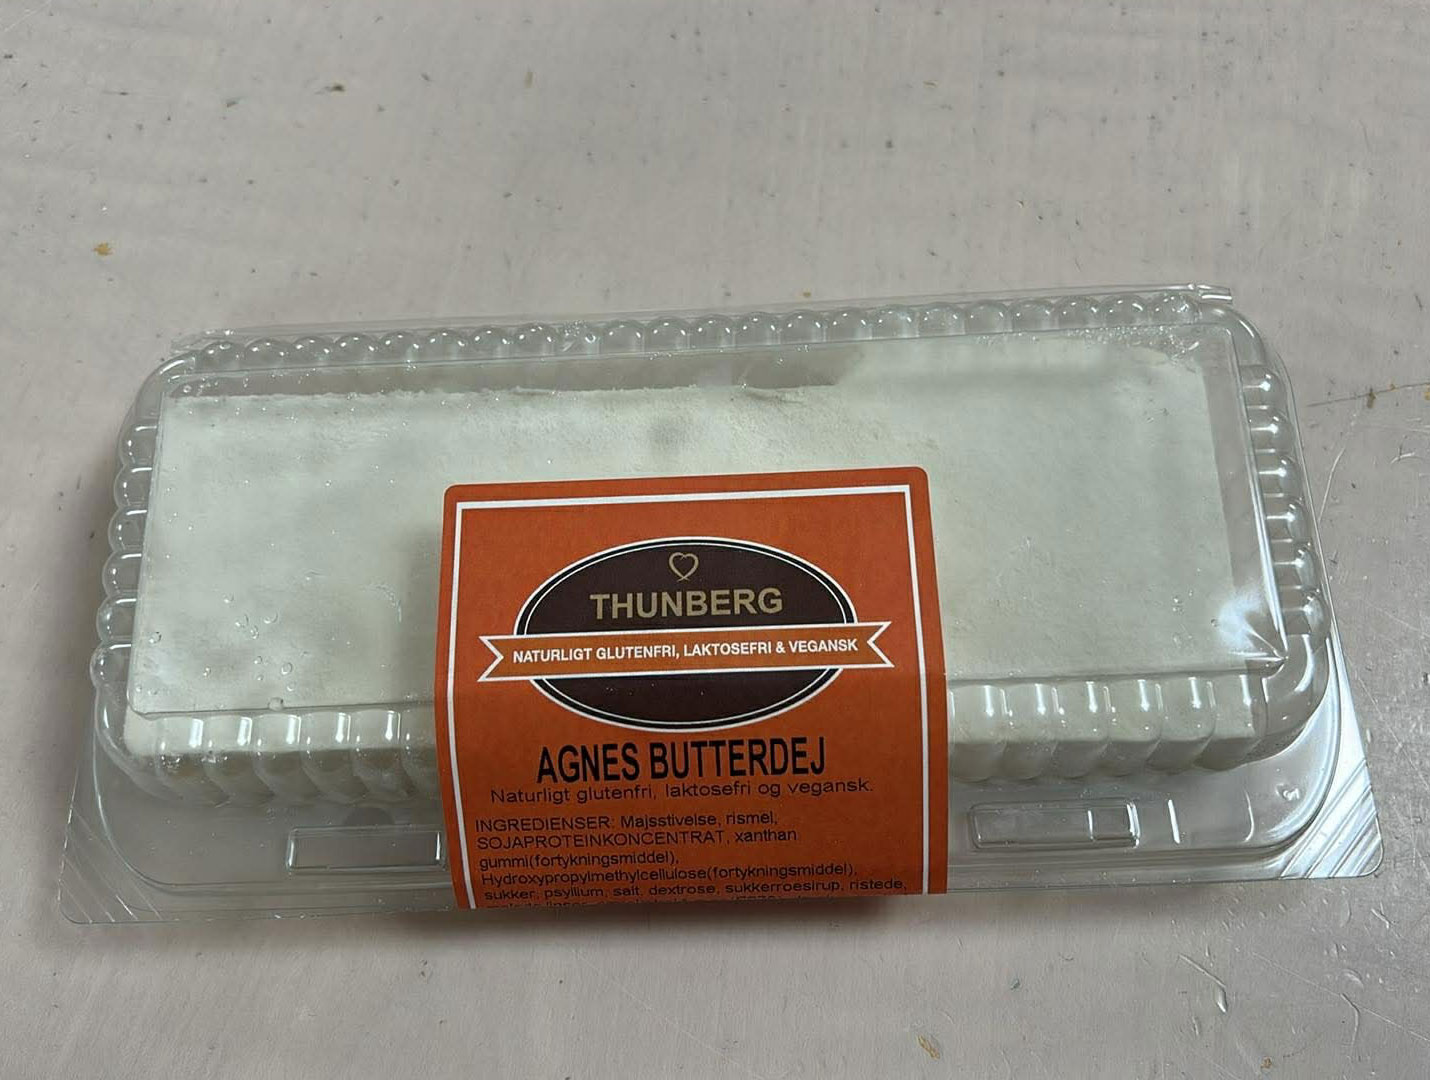 THUNBERG
NATURLIGT GLUTENFRI, LAKTOSEFRI & VEGANSK
AGNES BUTTERDEJ
Naturligt glutenfri, laktosefri og vegansk.
INGREDIENSER: Majsstivelse, rismel,
SOJAPROTEINKONCENTRAT, xanthan
gummi(fortykningsmiddel),
Hydroxypropylmethylcellulose(fortykningsmiddel),
sukker, psyllium, salt, dextrose, sukkerroesirup, ristede,